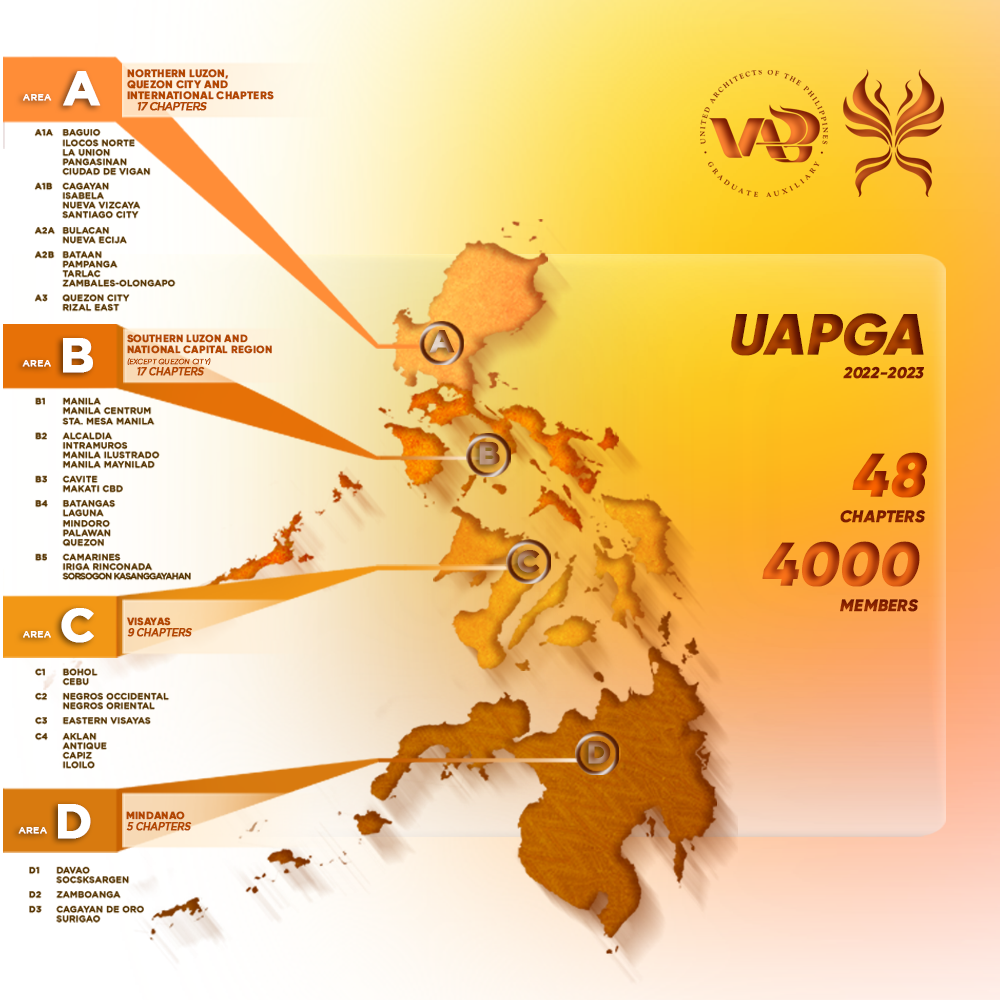 AREA A
NORTHERN LUZON,
QUEZON CITY AND
INTERNATIONAL CHAPTERS
17 CHAPTERS
A1A BAGUIO
ILOCOS NORTE
LA UNION
PANGASINAN
CIUDAD DE VIGAN
A1B CAGAYAN
ISABELA
NUEVA VIZCAYA
SANTIAGO CITY
A2A BULACAN
NUEVA ECIJA
A2B BATAAN
PAMPANGA
TARLAC
ZAMBALES-OLONGAPO
A3 QUEZON CITY
RIZAL EAST
AREA B
SOUTHERN LUZON AND
NATIONAL CAPITAL REGION
(EXCEPT QUEZON CITY)
17 CHAPTERS
B1 MANILA
MANILA CENTRUM
STA. MESA MANILA
B2 ALCALDIA
INTRAMUROS
MANILA ILUSTRADO
MANILA MAYNILAD
B3 CAVITE
MAKATI CBD
B4 BATANGAS
LAGUNA
MINDORO
PALAWAN
QUEZON
B5 CAMARINES
IRIGA RINCONADA
SORSOGON KASANGGAYAHAN
AREA C
VISAYAS
9 CHAPTERS
C1 BOHOL
CEBU
C2 NEGROS OCCIDENTAL
NEGROS ORIENTAL
C3 EASTERN VISAYAS
C4 AKLAN
ANTIQUE
CAPIZ
ILOILO
AREA D
MINDANAO
5 CHAPTERS
D1 DAVAO
SOCSKSARGEN
D2 ZAMBOANGA
D3 CAGAYAN DE ORO
SURIGAO
A
B
C
D
• UNITED ARCHITECTS OF THE PHILIPPINES •
GRADUATE AUXILIARY
UAPGA
2022-2023
48
CHAPTERS
4000
MEMBERS